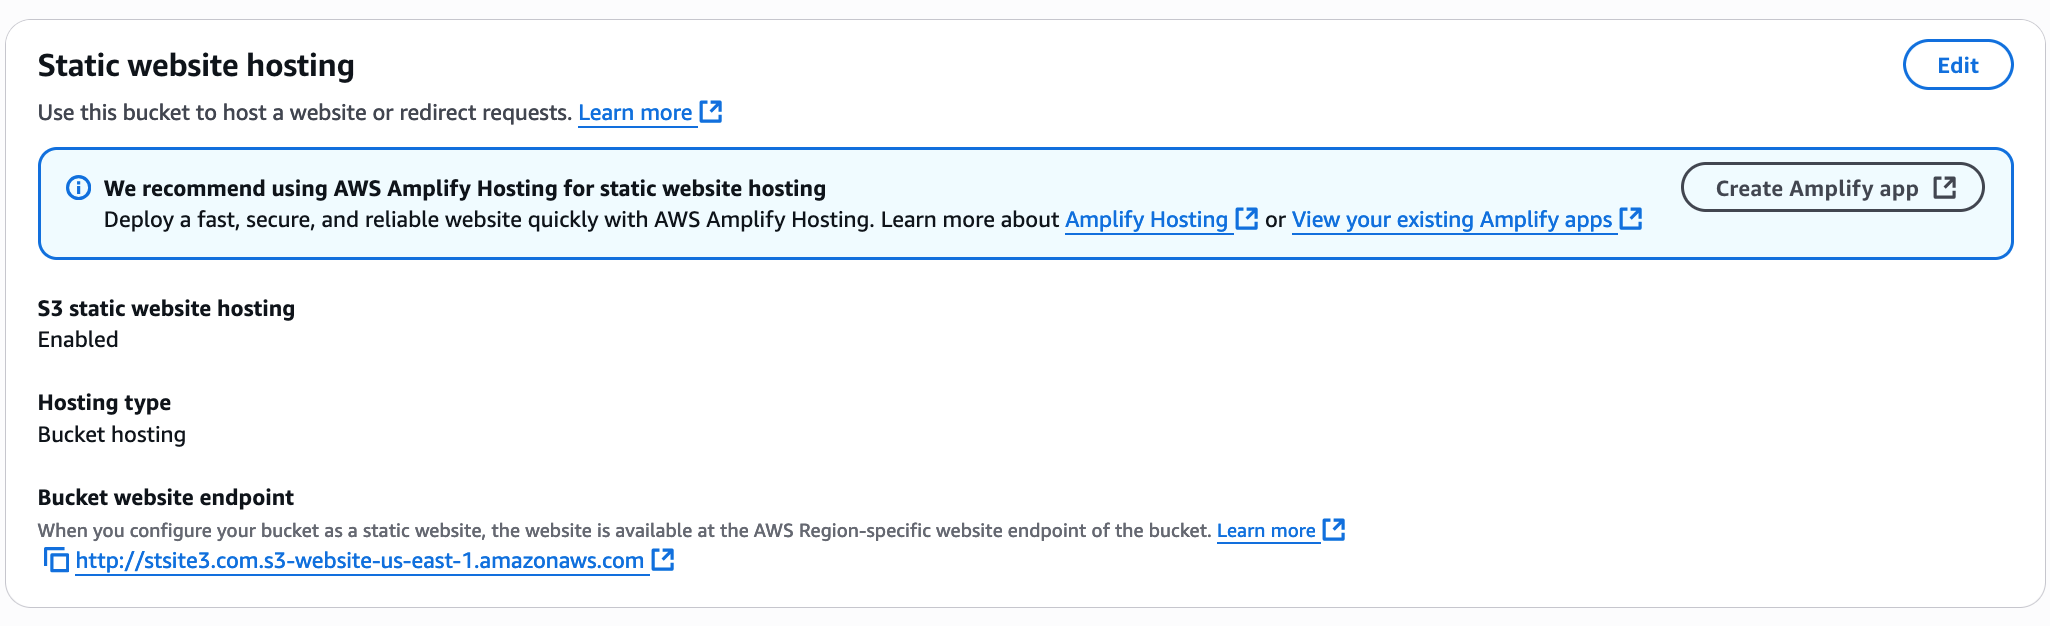 Static website hosting
Edit
Use this bucket to host a website or redirect requests. Learn more
We recommend using AWS Amplify Hosting for static website hosting
Create Amplify app
Deploy a fast, secure, and reliable website quickly with AWS Amplify Hosting. Learn more about Amplify Hosting or View your existing Amplify apps
S3 static website hosting
Enabled
Hosting type
Bucket hosting
Bucket website endpoint
When you configure your bucket as a static website, the website is available at the AWS Region-specific website endpoint of the bucket. Learn more
http://stsite3.com.s3-website-us-east-1.amazonaws.com